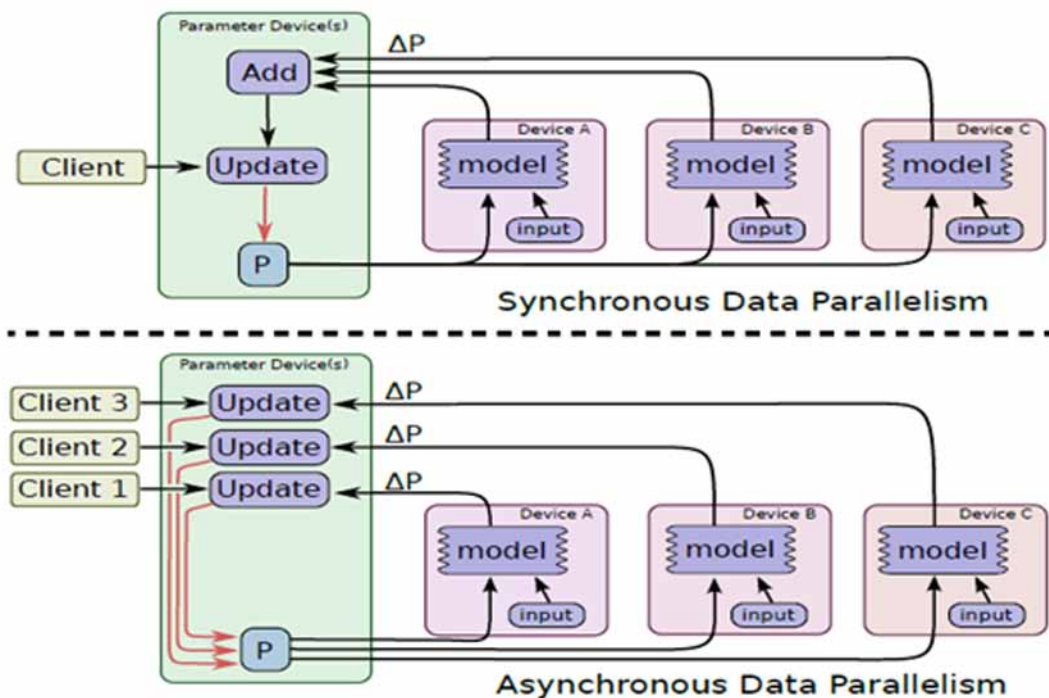 Parameter Device(s)
ΔP
Add
Device A
Device B
Device C
Client
Update
model
model
model
input
input
input
P
Synchronous Data Parallelism
Parameter Device(s)
Client 3
Update
ΔP
Client 2
Update
ΔP
Client 1
Update
ΔP
Device A
Device B
Device C
model
model
model
input
input
input
P
Asynchronous Data Parallelism